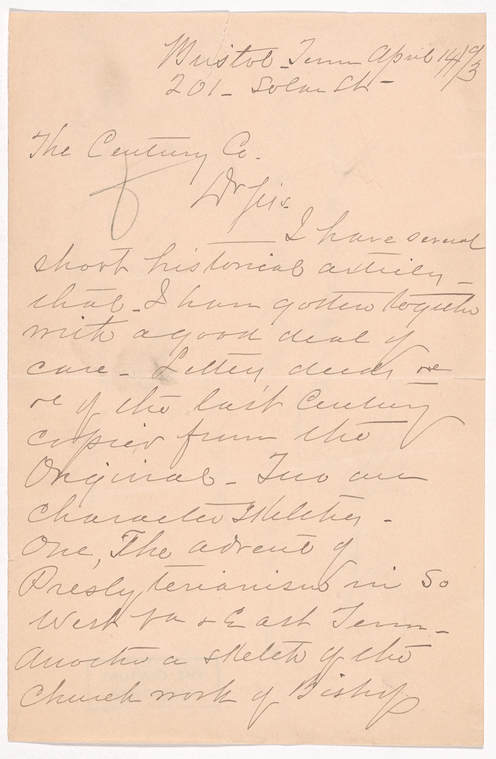 Bristol - Tenn April 14/93
201 - Solar St -
The Century Co.
Dr Sir.
I have several
short historical articles -
that - I have gotten together
with a good deal of
care - Letters deeds &c
&c of the last Century
copied from the
Original - Two are
Character Sketches -
One, The advent of
Presbyterianism in So
West Va & East Tenn -
Another a sketch of the
Church work of Bishop